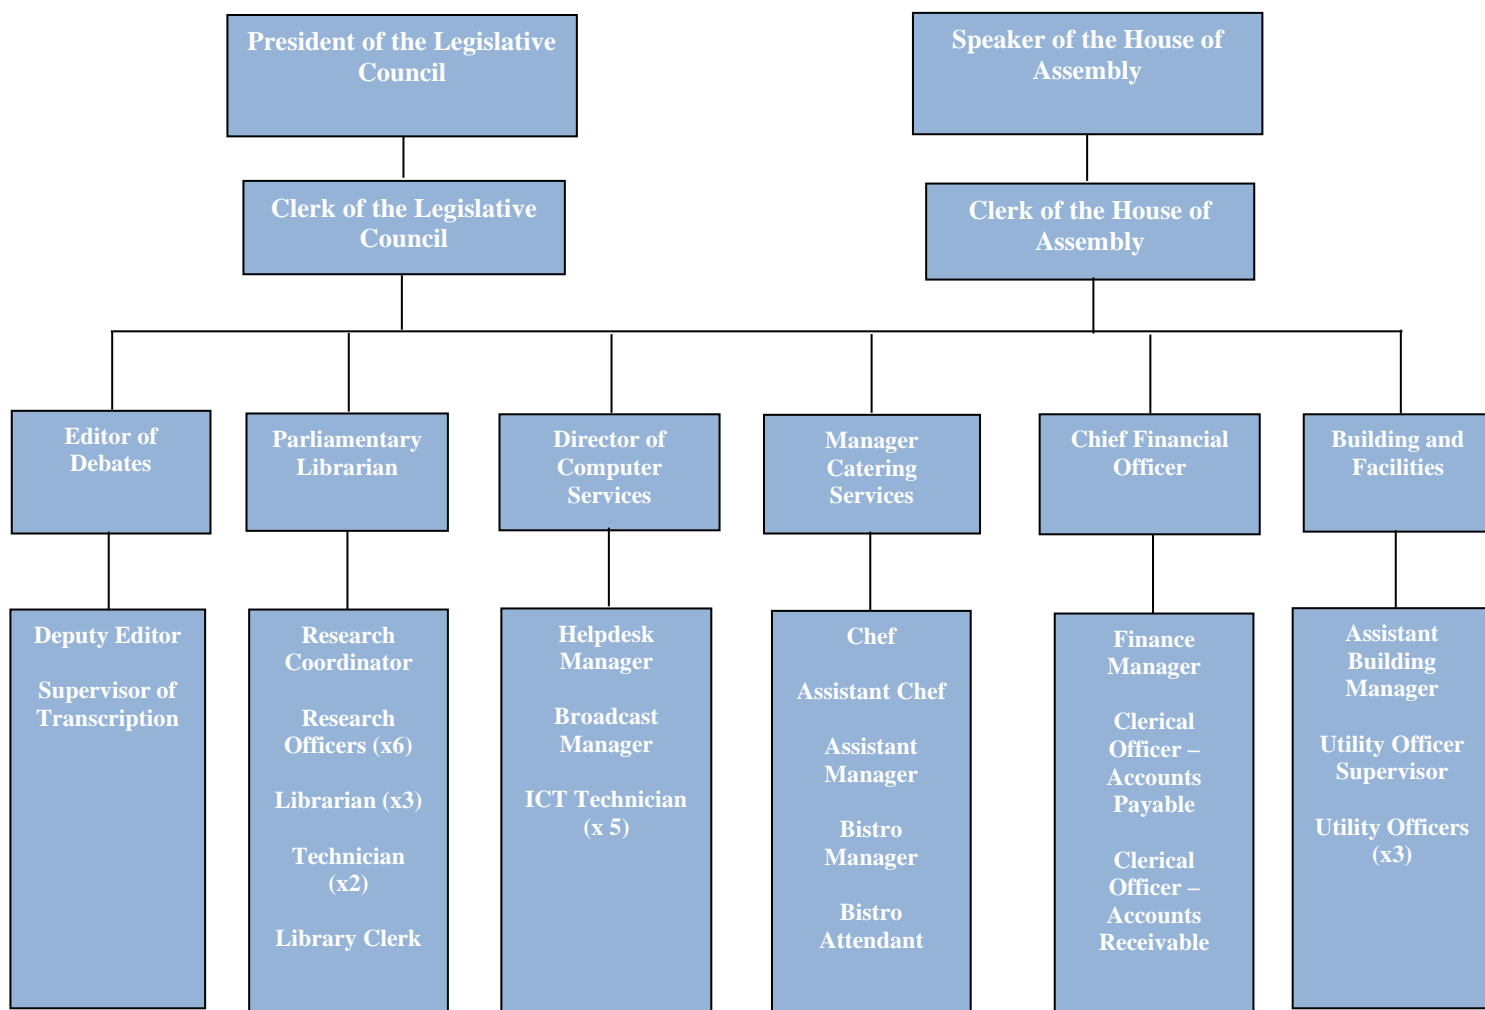 President of the Legislative
Council
Speaker of the House of
Assembly
Clerk of the Legislative
Council
Clerk of the House of
Assembly
Editor of
Debates
Parliamentary
Librarian
Director of
Computer
Services
Manager
Catering
Services
Chief Financial
Officer
Building and
Facilities
Deputy Editor
Supervisor of
Transcription
Research
Coordinator
Research
Officers (x6)
Librarian (x3)
Technician
(x2)
Library Clerk
Helpdesk
Manager
Broadcast
Manager
ICT Technician
(x 5)
Chef
Assistant Chef
Assistant
Manager
Bistro
Manager
Bistro
Attendant
Finance
Manager
Clerical
Officer –
Accounts
Payable
Clerical
Officer –
Accounts
Receivable
Assistant
Building
Manager
Utility Officer
Supervisor
Utility Officers
(x3)